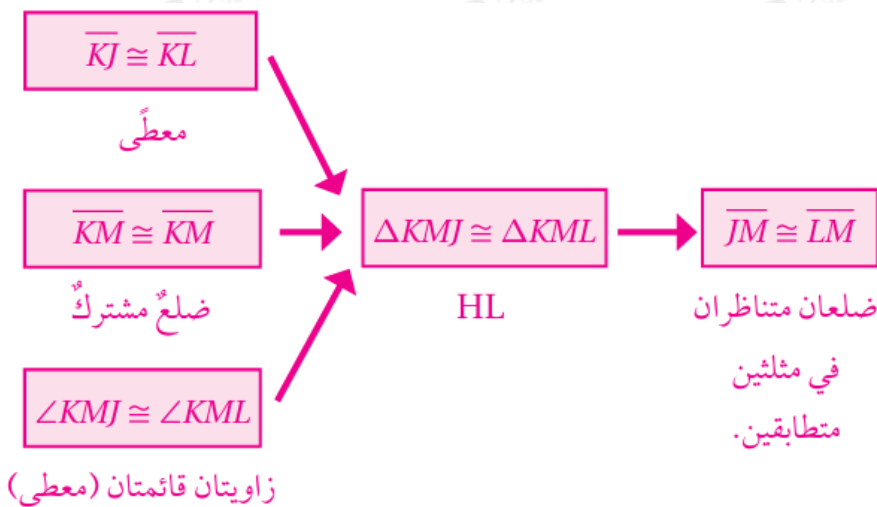 KJ ≅ KL
معطًى
KM ≅ KM
ضلعٌ مشتركٌ
∠KMJ ≅ ∠KML
زاويتان قائمتان (معطى)
ΔKMJ ≅ ΔKML
HL
JM ≅ LM
ضلعان متناظران
في مثلثين
متطابقين.